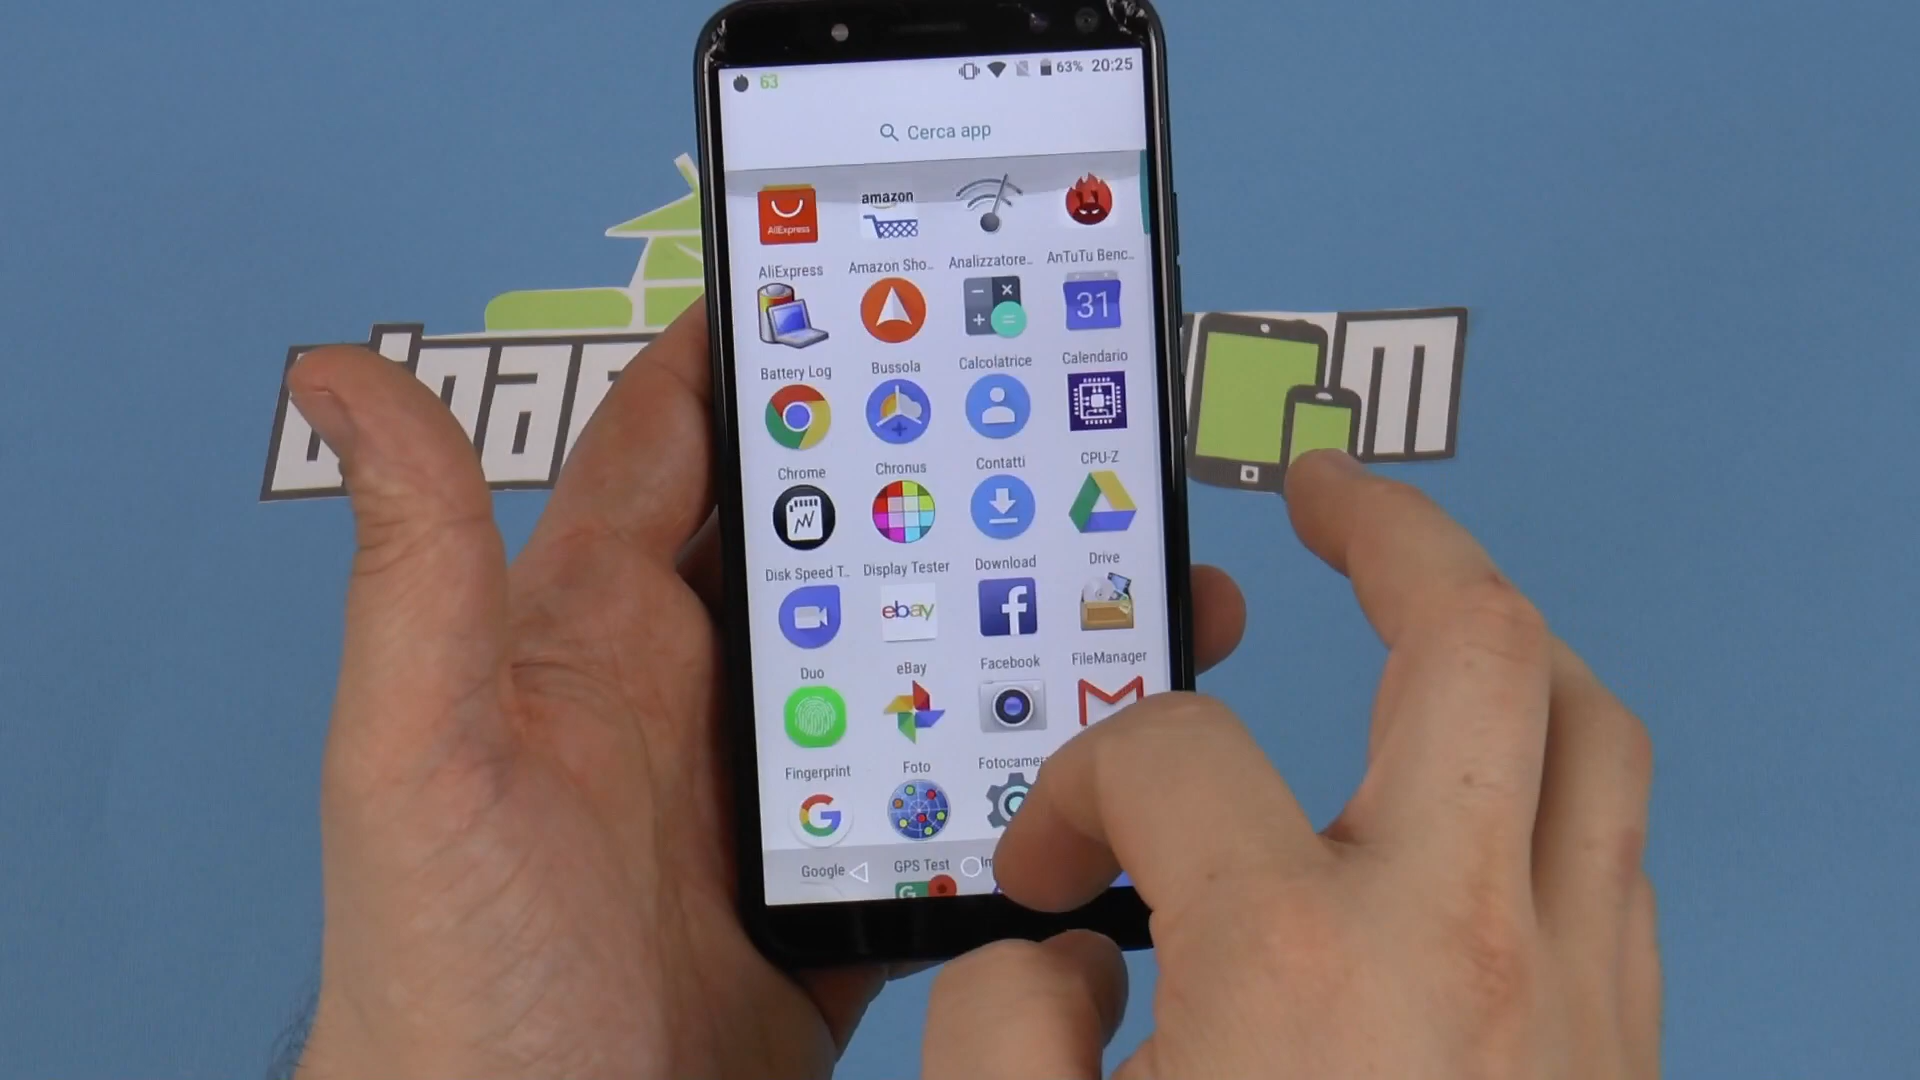 63
63% 20:25
Cerca app
AliExpress
amazon
AliExpress
Amazon Sho..
Analizzatore..
AnTuTu Benc..
31
Battery Log
Bussola
Calcolatrice
Calendario
Chrome
Chronus
Contatti
CPU-Z
Disk Speed T..
Display Tester
Download
Drive
ebay
f
Duo
eBay
Facebook
FileManager
Fingerprint
Foto
G
Google
GPS Test
G
m